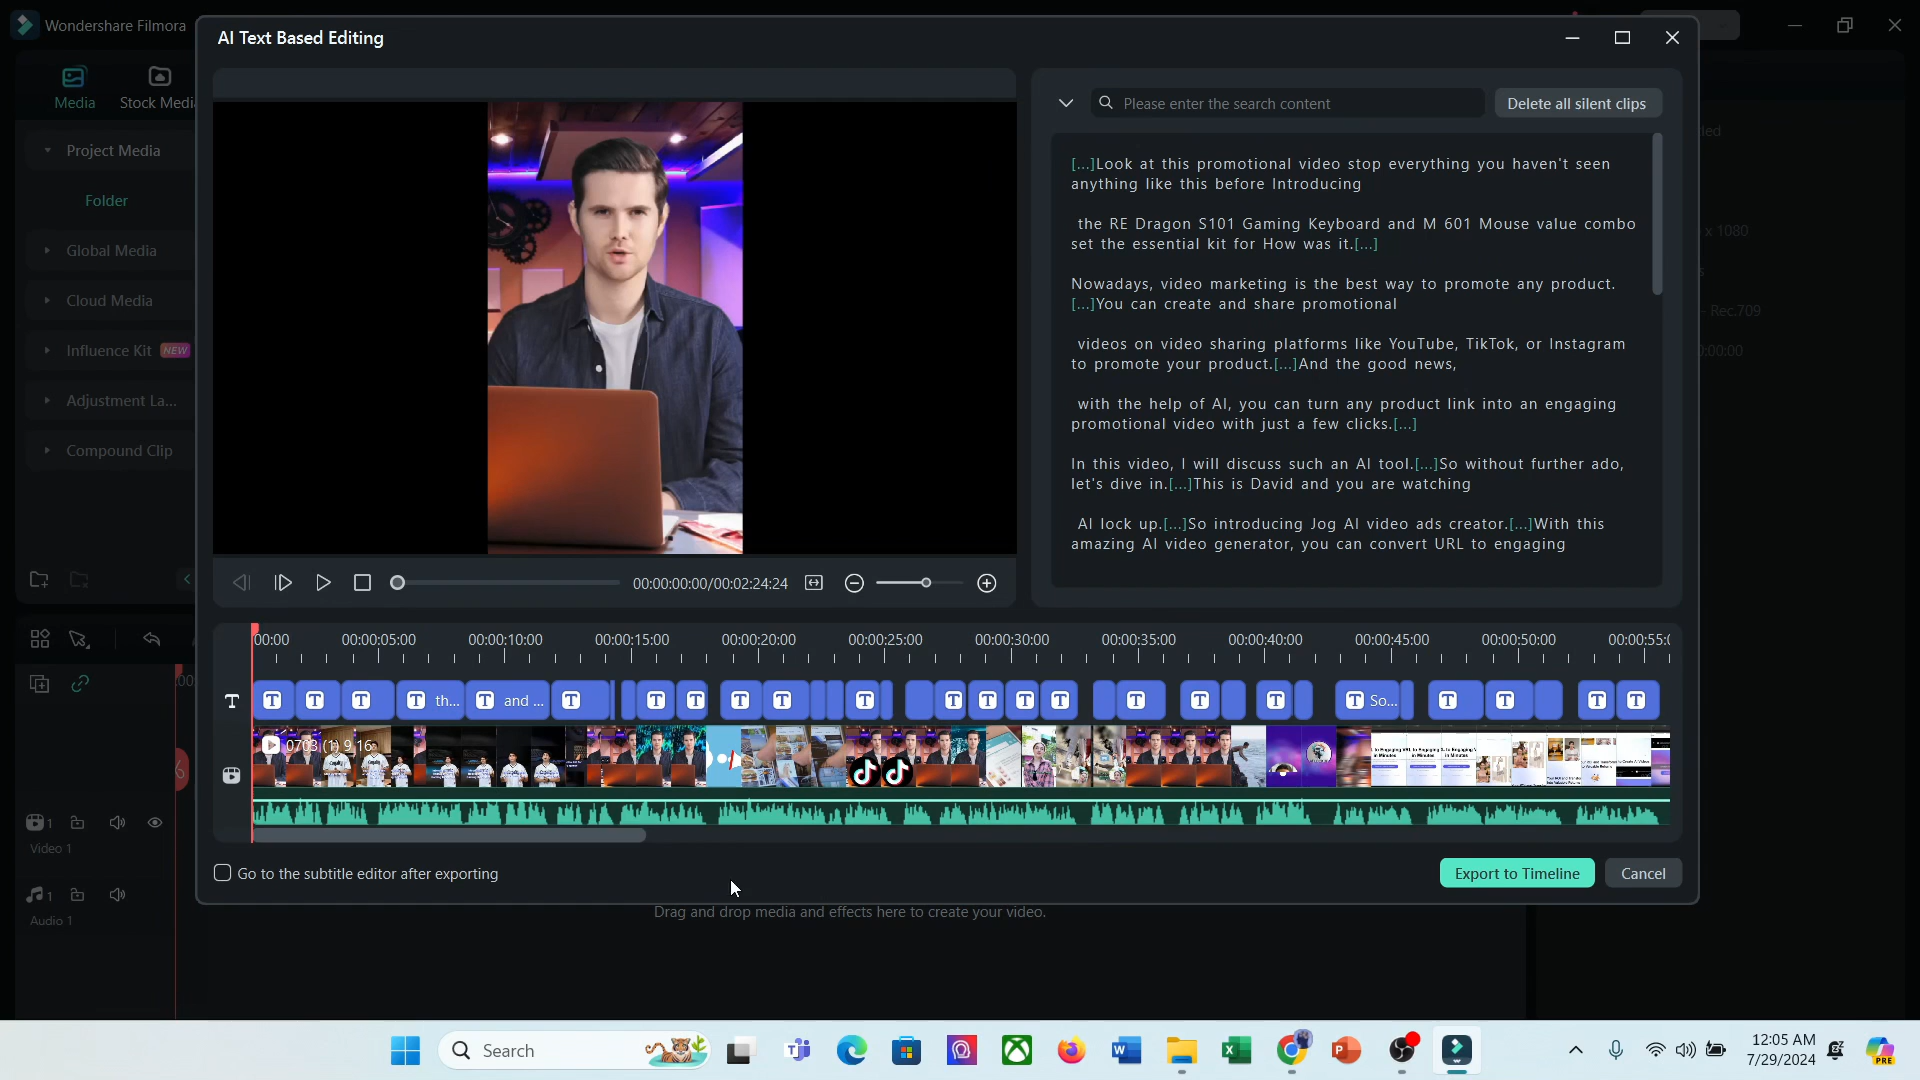 Wondershare Filmora
AI Text Based Editing
Media
Stock Medi
Project Media
Folder
Global Media
Cloud Media
Influence Kit NEW
Adjustment La...
Compound Clip
Please enter the search content
Delete all silent clips
[...]Look at this promotional video stop everything you haven't seen
anything like this before Introducing
the RE Dragon S101 Gaming Keyboard and M 601 Mouse value combo
set the essential kit for How was it.[...]
Nowadays, video marketing is the best way to promote any product.
[...]You can create and share promotional
videos on video sharing platforms like YouTube, TikTok, or Instagram
to promote your product.[...]And the good news,
with the help of AI, you can turn any product link into an engaging
promotional video with just a few clicks.[...]
In this video, I will discuss such an AI tool.[...]So without further ado,
let's dive in.[...]This is David and you are watching
AI lock up.[...]So introducing Jog AI video ads creator.[...]With this
amazing AI video generator, you can convert URL to engaging
x 1080
- Rec.709
00:00:00:00/00:02:24:24
00:00 00:00:05:00 00:00:10:00 00:00:15:00 00:00:20:00 00:00:25:00 00:00:30:00 00:00:35:00 00:00:40:00 00:00:45:00 00:00:50:00 00:00:55:0
T T T T th... T and ... T T T T T T T T T T T T T T So... T T T T
0703 (1) 9_16
1
Video 1
1
Audio 1
Go to the subtitle editor after exporting
Export to Timeline
Cancel
Drag and drop media and effects here to create your video.
Search
12:05 AM
7/29/2024
PRE